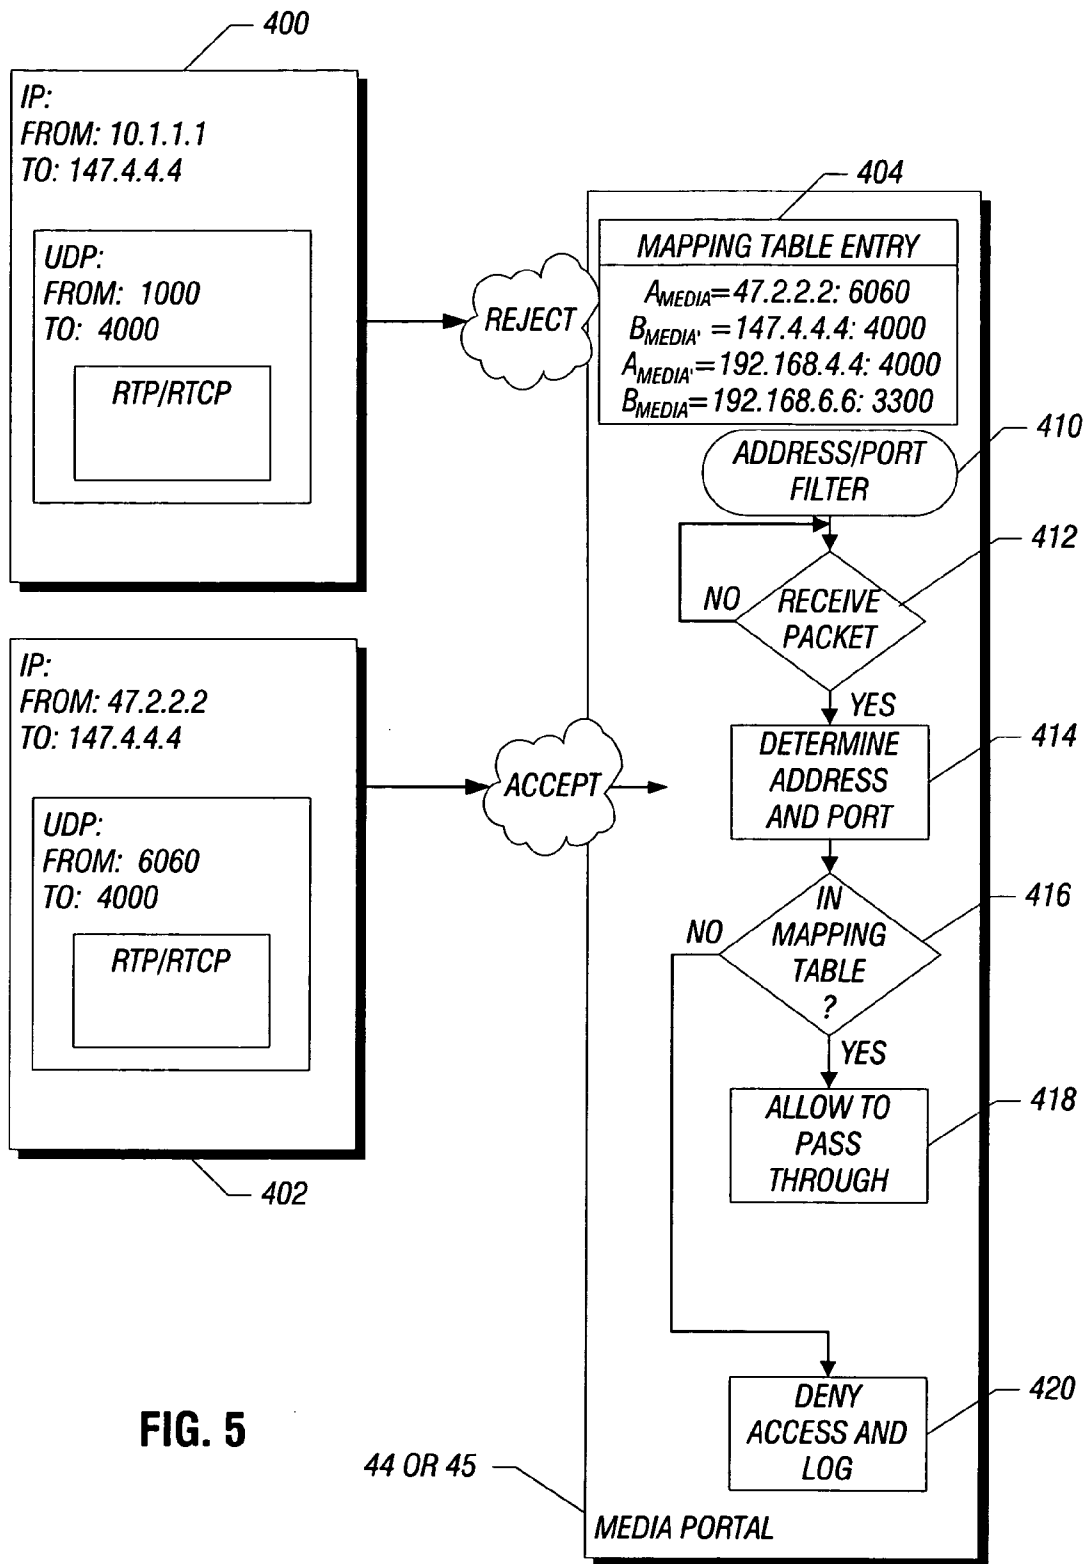 400
IP:
FROM: 10.1.1.1
TO: 147.4.4.4
UDP:
FROM: 1000
TO: 4000
RTP/RTCP
REJECT
404
MAPPING TABLE ENTRY
A_MEDIA=47.2.2.2: 6060
B_MEDIA' =147.4.4.4: 4000
A_MEDIA'=192.168.4.4: 4000
B_MEDIA=192.168.6.6: 3300
410
ADDRESS/PORT
FILTER
412
NO
RECEIVE
PACKET
YES
IP:
FROM: 47.2.2.2
TO: 147.4.4.4
UDP:
FROM: 6060
TO: 4000
RTP/RTCP
402
ACCEPT
414
DETERMINE
ADDRESS
AND PORT
416
NO
IN
MAPPING
TABLE
?
YES
418
ALLOW TO
PASS
THROUGH
420
DENY
ACCESS AND
LOG
44 OR 45
MEDIA PORTAL
FIG. 5